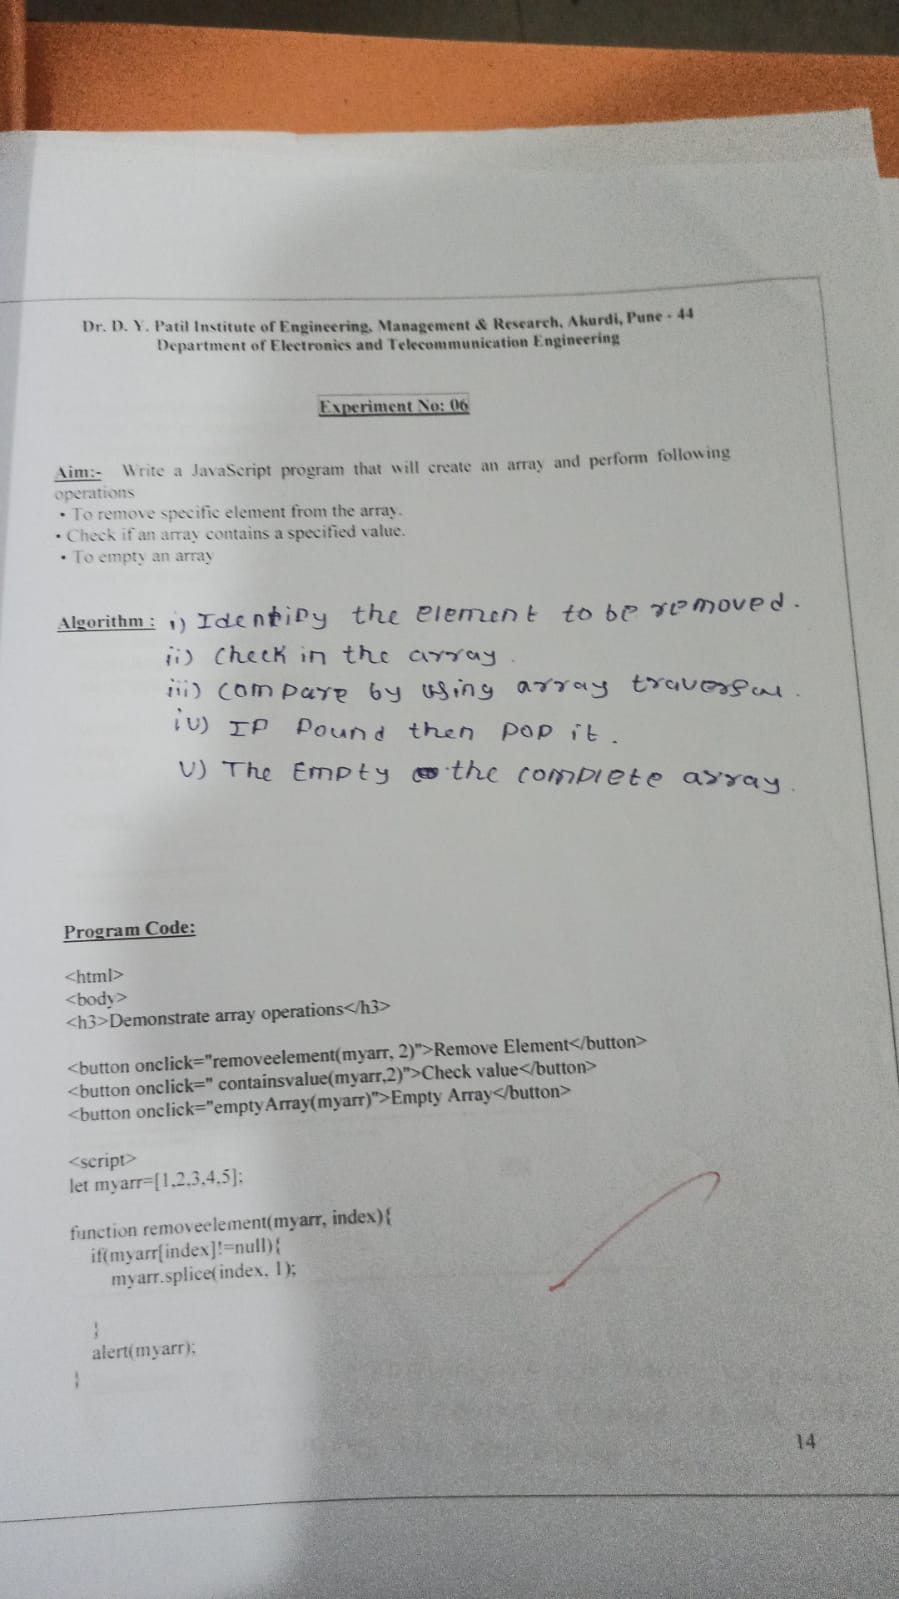 Dr. D. Y. Patil Institute of Engineering, Management & Research, Akurdi, Pune - 44
Department of Electronics and Telecommunication Engineering
Experiment No: 06
Aim:- Write a JavaScript program that will create an array and perform following
operations
• To remove specific element from the array.
• Check if an array contains a specified value.
• To empty an array
Algorithm : i) Identify the element to be removed.
ii) Check in the array.
iii) Compare by using array traversal.
iv) If found then pop it.
v) The Empty the complete array.
Program Code:
<html>
<body>
<h3>Demonstrate array operations</h3>
<button onclick="removeelement(myarr, 2)">Remove Element</button>
<button onclick=" containsvalue(myarr,2)">Check value</button>
<button onclick="emptyArray(myarr)">Empty Array</button>
<script>
let myarr=[1,2,3,4,5];
function removeelement(myarr, index){
if(myarr[index]!=null){
myarr.splice(index, 1);
}
alert(myarr);
}
14